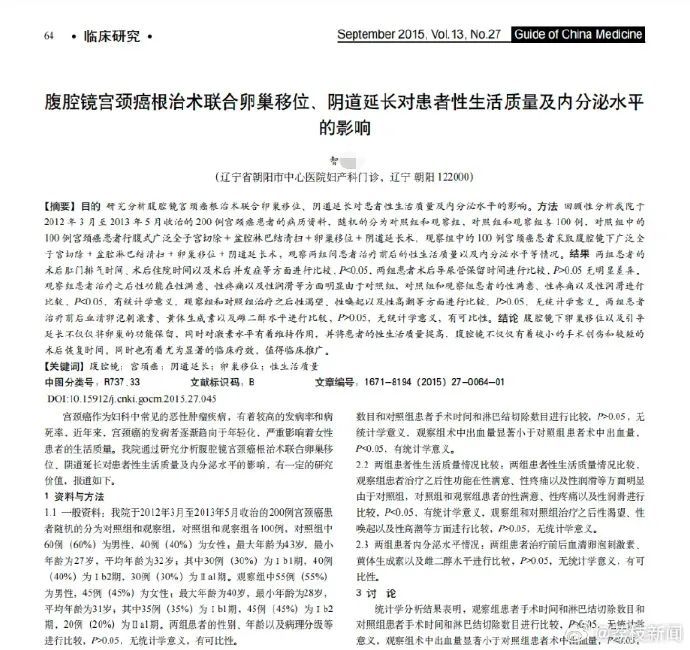 64 • 临床研究 •
September 2015, Vol.13, No.27 Guide of China Medicine
腹腔镜宫颈癌根治术联合卵巢移位、阴道延长对患者性生活质量及内分泌水平
的影响
智
(辽宁省朝阳市中心医院妇产科门诊，辽宁 朝阳 122000)
【摘要】目的 研究分析腹腔镜宫颈癌根治术联合卵巢移位、阴道延长对患者性生活质量及内分泌水平的影响。方法 回顾性分析我院于
2012年3月至2013年5月收治的200例宫颈癌患者的病历资料，随机的分为对照组和观察组，对照组和观察组各100例，对照组中的
100例宫颈癌患者行腹式广泛全子宫切除+盆腔淋巴结清扫+卵巢移位+阴道延长术，观察组中的100例宫颈癌患者采取腹腔镜下广泛全
子宫切除+盆腔淋巴结清扫+卵巢移位+阴道延长术，观察两组间患者治疗前后的性生活质量以及内分泌水平等情况。结果 两组患者的
术后肛门排气时间、术后住院时间以及术后并发症等方面进行比较，P<0.05，两组患者术后导尿管保留时间进行比较，P>0.05无明显差异。
观察组患者治疗之后性功能在性满意、性疼痛以及性润滑等方面明显由于对照组，对照组和观察组患者的性满意、性疼痛以及性润滑进行
比较，P<0.05，有统计学意义，观察组和对照组治疗之后性渴望、性唤起以及性高潮等方面进行比较，P>0.05，无统计学意义。两组患者
治疗前后血清卵泡刺激素、黄体生成素以及雌二醇水平进行比较，P>0.05，无统计学意义，有可比性。结论 腹腔镜下卵巢移位以及引导
延长不仅仅将卵巢的功能保留，同时对激素水平有着维持作用，并将患者的性生活质量提高，腹腔镜不仅仅有着较小的手术创伤和较短的
术后恢复时间，同时也有着尤为显著的临床疗效，值得临床推广。
【关键词】腹腔镜；宫颈癌；阴道延长；卵巢移位；性生活质量
中图分类号：R737.33 文献标识码：B 文章编号：1671-8194（2015）27-0064-01
DOI:10.15912/j.cnki.gocm.2015.27.045
宫颈癌作为妇科中常见的恶性肿瘤疾病，有着较高的发病率和病
死率，近年来，宫颈癌的发病者逐渐趋向于年轻化，严重影响着女性
患者的生活质量。我院通过研究分析腹腔镜宫颈癌根治术联合卵巢移
位、阴道延长对患者性生活质量及内分泌水平的影响，有一定的研究
价值，报道如下。
1 资料与方法
1.1 一般资料：我院于2012年3月至2013年5月收治的200例宫颈癌患
者随机的分为对照组和观察组，对照组和观察组各100例，对照组中
60例（60%）为男性，40例（40%）为女性；最大年龄为43岁，最小
年龄为27岁，平均年龄为32岁；其中30例（30%）为Ⅰb1期，40例
（40%）为Ⅰb2期，30例（30%）为Ⅱa1期。观察组中55例（55%）
为男性，45例（45%）为女性；最大年龄为40岁，最小年龄为28岁，
平均年龄为31岁；其中35例（35%）为Ⅰb1期，45例（45%）为Ⅰb2
期，20例（20%）为Ⅱa1期。两组患者的性别、年龄以及病理分级等
进行比较，P>0.05，无统计学意义，有可比性。
数目和对照组患者手术时间和淋巴结切除数目进行比较，P>0.05，无
统计学意义，观察组术中出血量显著小于对照组患者术中出血量，
P<0.05，有统计学意义。
2.2 两组患者性生活质量情况比较：两组患者性生活质量情况比较，
观察组患者治疗之后性功能在性满意、性疼痛以及性润滑等方面明显
由于对照组，对照组和观察组患者的性满意、性疼痛以及性润滑进行
比较，P<0.05，有统计学意义，观察组和对照组治疗之后性渴望、性
唤起以及性高潮等方面进行比较，P>0.05，无统计学意义。
2.3 两组患者内分泌水平情况：两组患者治疗前后血清卵泡刺激素、
黄体生成素以及雌二醇水平进行比较，P>0.05，无统计学意义，有可
比性。
3 讨 论
统计学分析结果表明，观察组患者手术时间和淋巴结切除数目和
对照组患者手术时间和淋巴结切除数目进行比较，P>0.05，无统计学
意义，观察组术中出血量显著小于对照组患者术中出血量，P<0.05，
@荔枝新闻